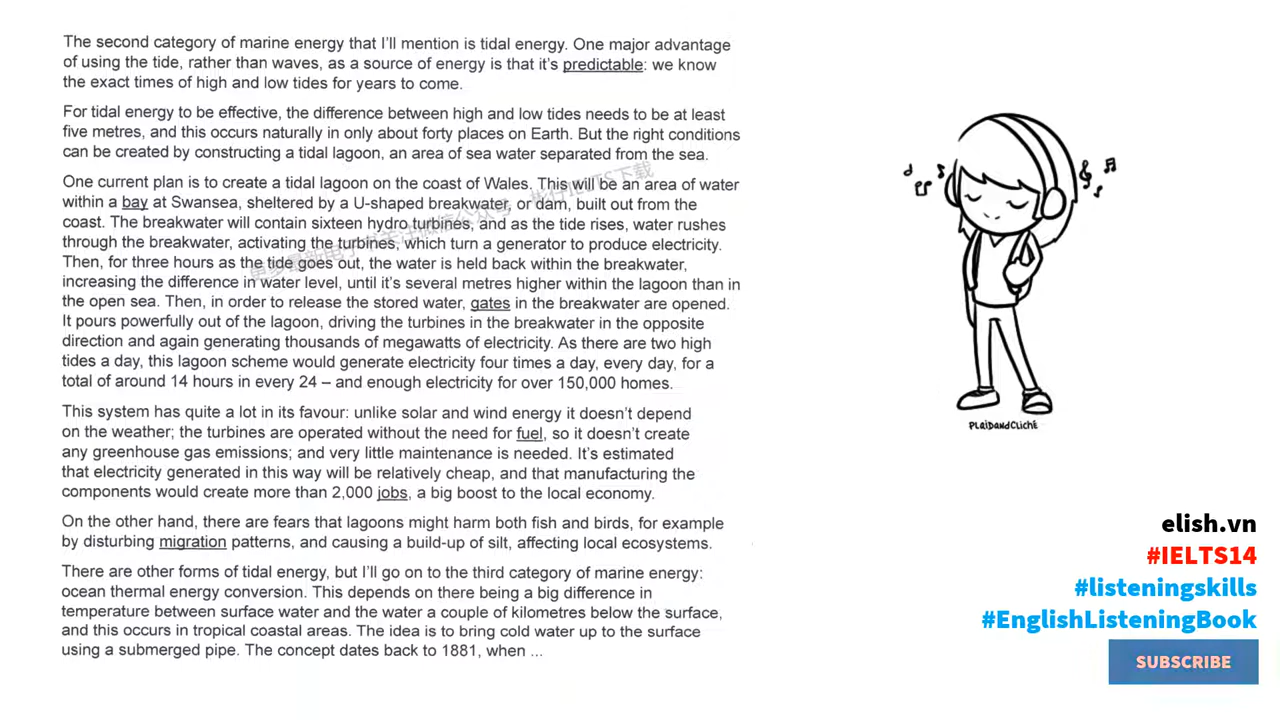 The second category of marine energy that I'll mention is tidal energy. One major advantage
of using the tide, rather than waves, as a source of energy is that it's predictable: we know
the exact times of high and low tides for years to come.
For tidal energy to be effective, the difference between high and low tides needs to be at least
five metres, and this occurs naturally in only about forty places on Earth. But the right conditions
can be created by constructing a tidal lagoon, an area of sea water separated from the sea.
One current plan is to create a tidal lagoon on the coast of Wales. This will be an area of water
within a bay at Swansea, sheltered by a U-shaped breakwater, or dam, built out from the
coast. The breakwater will contain sixteen hydro turbines, and as the tide rises, water rushes
through the breakwater, activating the turbines, which turn a generator to produce electricity.
Then, for three hours as the tide goes out, the water is held back within the breakwater,
increasing the difference in water level, until it's several metres higher within the lagoon than in
the open sea. Then, in order to release the stored water, gates in the breakwater are opened.
It pours powerfully out of the lagoon, driving the turbines in the breakwater in the opposite
direction and again generating thousands of megawatts of electricity. As there are two high
tides a day, this lagoon scheme would generate electricity four times a day, every day, for a
total of around 14 hours in every 24 – and enough electricity for over 150,000 homes.
This system has quite a lot in its favour: unlike solar and wind energy it doesn't depend
on the weather; the turbines are operated without the need for fuel, so it doesn't create
any greenhouse gas emissions; and very little maintenance is needed. It's estimated
that electricity generated in this way will be relatively cheap, and that manufacturing the
components would create more than 2,000 jobs, a big boost to the local economy.
On the other hand, there are fears that lagoons might harm both fish and birds, for example
by disturbing migration patterns, and causing a build-up of silt, affecting local ecosystems.
There are other forms of tidal energy, but I'll go on to the third category of marine energy:
ocean thermal energy conversion. This depends on there being a big difference in
temperature between surface water and the water a couple of kilometres below the surface,
and this occurs in tropical coastal areas. The idea is to bring cold water up to the surface
using a submerged pipe. The concept dates back to 1881, when ...
PLAIDANDCLICHÉ
elish.vn
#IELTS14
#listeningskills
#EnglishListeningBook
SUBSCRIBE